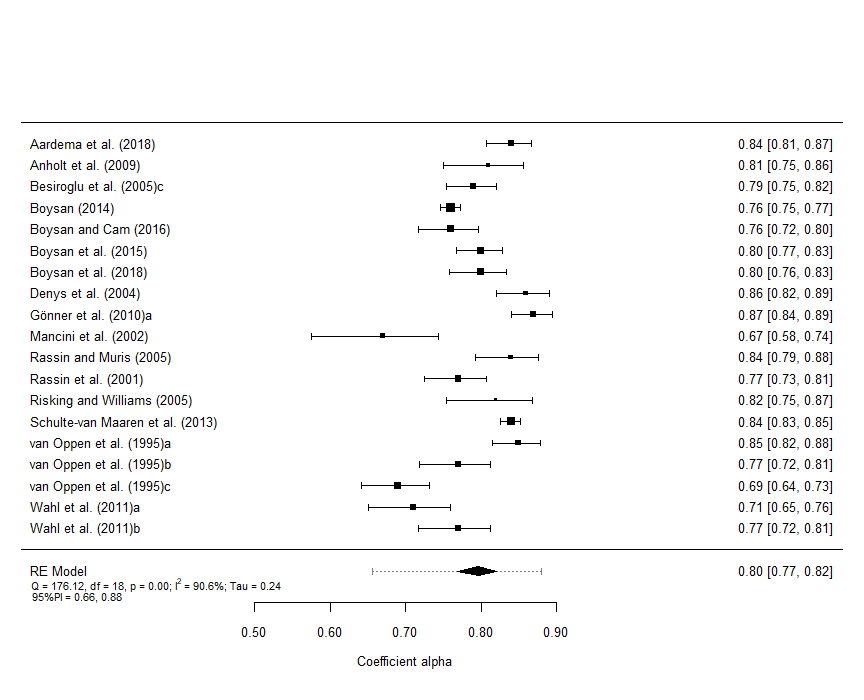 Aardema et al. (2018) 0.84 [0.81, 0.87]
Anholt et al. (2009) 0.81 [0.75, 0.86]
Besiroglu et al. (2005)c 0.79 [0.75, 0.82]
Boysan (2014) 0.76 [0.75, 0.77]
Boysan and Cam (2016) 0.76 [0.72, 0.80]
Boysan et al. (2015) 0.80 [0.77, 0.83]
Boysan et al. (2018) 0.80 [0.76, 0.83]
Denys et al. (2004) 0.86 [0.82, 0.89]
Gönner et al. (2010)a 0.87 [0.84, 0.89]
Mancini et al. (2002) 0.67 [0.58, 0.74]
Rassin and Muris (2005) 0.84 [0.79, 0.88]
Rassin et al. (2001) 0.77 [0.73, 0.81]
Risking and Williams (2005) 0.82 [0.75, 0.87]
Schulte-van Maaren et al. (2013) 0.84 [0.83, 0.85]
van Oppen et al. (1995)a 0.85 [0.82, 0.88]
van Oppen et al. (1995)b 0.77 [0.72, 0.81]
van Oppen et al. (1995)c 0.69 [0.64, 0.73]
Wahl et al. (2011)a 0.71 [0.65, 0.76]
Wahl et al. (2011)b 0.77 [0.72, 0.81]
RE Model 0.80 [0.77, 0.82]
Q = 176.12, df = 18, p = 0.00; I² = 90.6%; Tau = 0.24
95%PI = 0.66, 0.88
0.50 0.60 0.70 0.80 0.90
Coefficient alpha